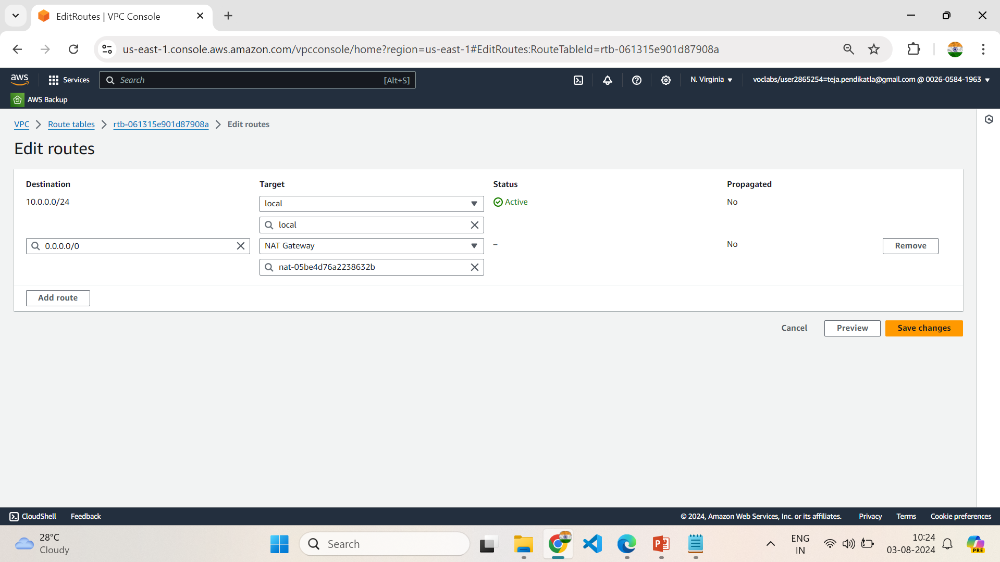 EditRoutes | VPC Console
us-east-1.console.aws.amazon.com/vpcconsole/home?region=us-east-1#EditRoutes:RouteTableId=rtb-061315e901d87908a
aws
Services
Search
[Alt+S]
N. Virginia
voclabs/user2865254=teja.pendikatla@gmail.com @ 0026-0584-1963
AWS Backup
VPC
Route tables
rtb-061315e901d87908a
Edit routes
Edit routes
Destination
Target
Status
Propagated
10.0.0.0/24
local
Active
No
local
0.0.0.0/0
NAT Gateway
–
No
Remove
nat-05be4d76a2238632b
Add route
Cancel
Preview
Save changes
CloudShell
Feedback
© 2024, Amazon Web Services, Inc. or its affiliates.
Privacy
Terms
Cookie preferences
28°C
Cloudy
Search
ENG
IN
10:24
03-08-2024
PRE